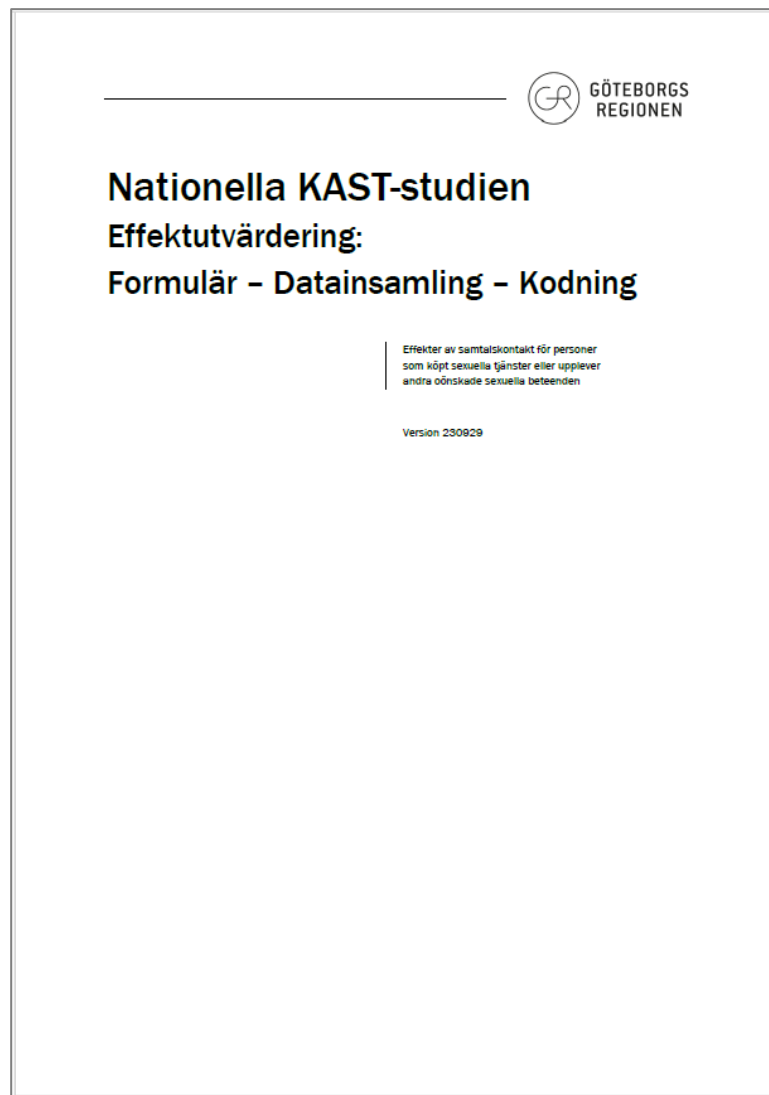 GR GÖTEBORGS
REGIONEN
Nationella KAST-studien
Effektutvärdering:
Formulär – Datainsamling – Kodning
Effekter av samtalskontakt för personer
som köpt sexuella tjänster eller upplever
andra oönskade sexuella beteenden
Version 230929